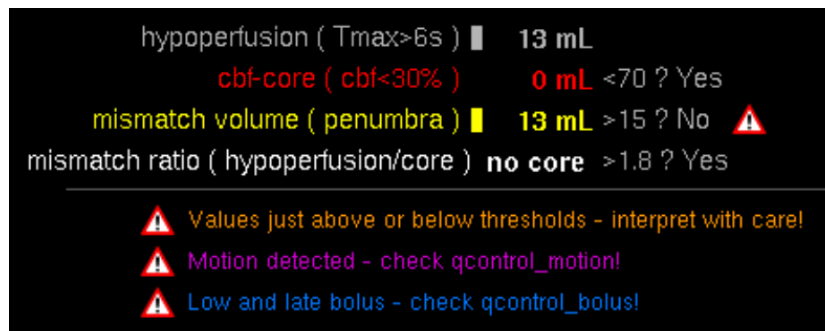 hypoperfusion ( Tmax>6s ) 13 mL
cbf-core ( cbf<30% ) 0 mL <70 ? Yes
mismatch volume ( penumbra ) 13 mL >15 ? No
mismatch ratio ( hypoperfusion/core ) no core >1.8 ? Yes
Values just above or below thresholds - interpret with care!
Motion detected - check qcontrol_motion!
Low and late bolus - check qcontrol_bolus!